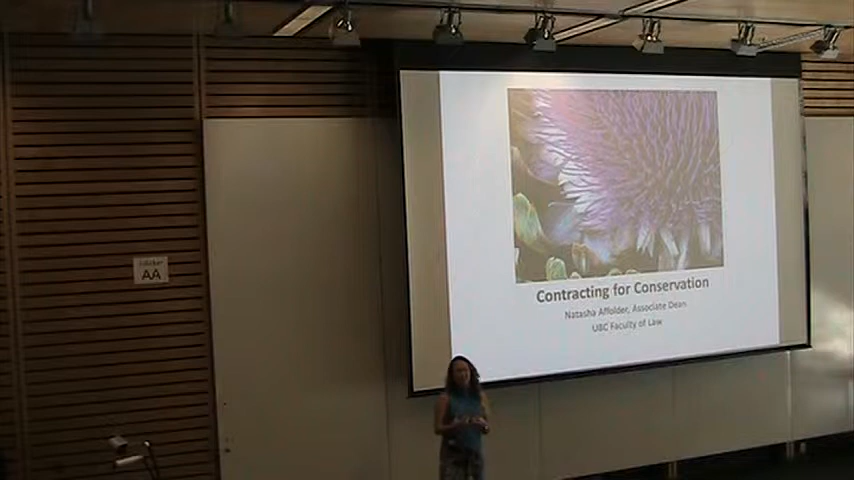 AA
Contracting for Conservation
Natasha Affolder, Associate Dean
UBC Faculty of Law